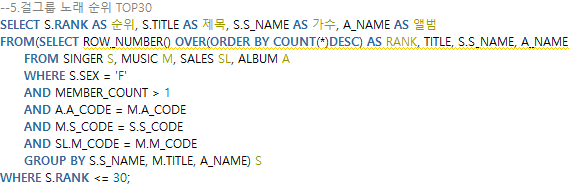 --5.걸그룹 노래 순위 TOP30
SELECT S.RANK AS 순위, S.TITLE AS 제목, S.S_NAME AS 가수, A_NAME AS 앨범
FROM(SELECT ROW_NUMBER() OVER(ORDER BY COUNT(*)DESC) AS RANK, TITLE, S.S_NAME, A_NAME
FROM SINGER S, MUSIC M, SALES SL, ALBUM A
WHERE S.SEX = 'F'
AND MEMBER_COUNT > 1
AND A.A_CODE = M.A_CODE
AND M.S_CODE = S.S_CODE
AND SL.M_CODE = M.M_CODE
GROUP BY S.S_NAME, M.TITLE, A_NAME) S
WHERE S.RANK <= 30;